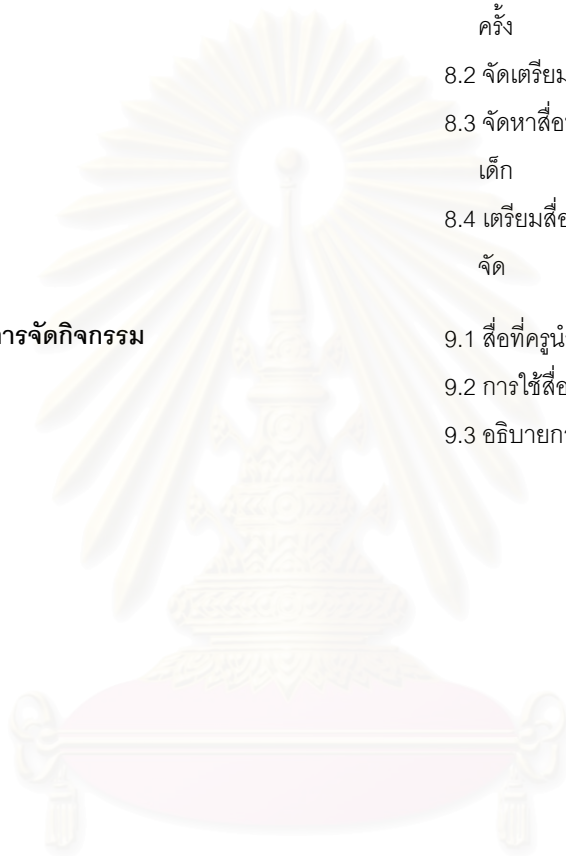 ครั้ง
8.2 จัดเตรียม
8.3 จัดหาสื่อ
เด็ก
8.4 เตรียมสื่อ
จัด
ารจัดกิจกรรม
9.1 สื่อที่ครูนำ
9.2 การใช้สื่อ
9.3 อธิบายกา